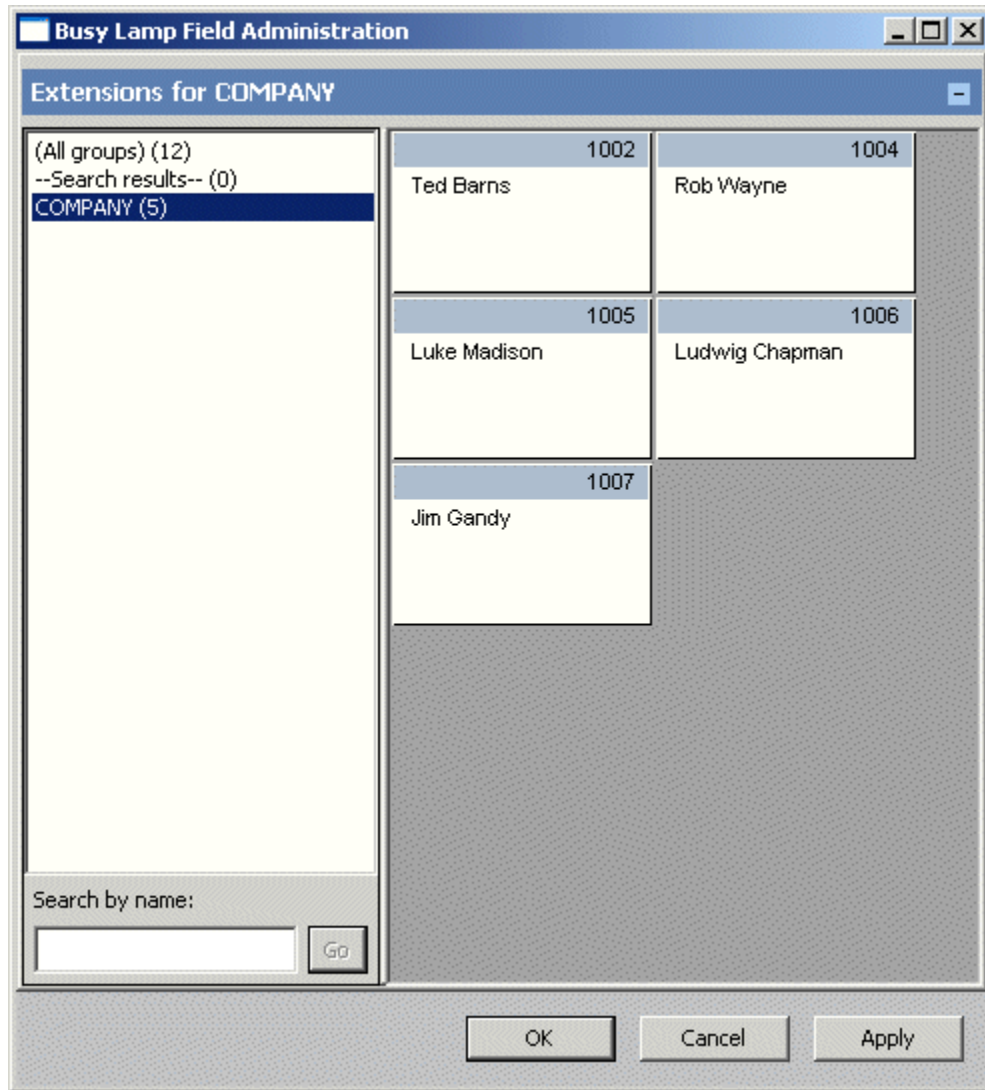 Busy Lamp Field Administration
Extensions for COMPANY
(All groups) (12)
--Search results-- (0)
COMPANY (5)
1002
Ted Barns
1004
Rob Wayne
1005
Luke Madison
1006
Ludwig Chapman
1007
Jim Gandy
Search by name:
Go
OK
Cancel
Apply